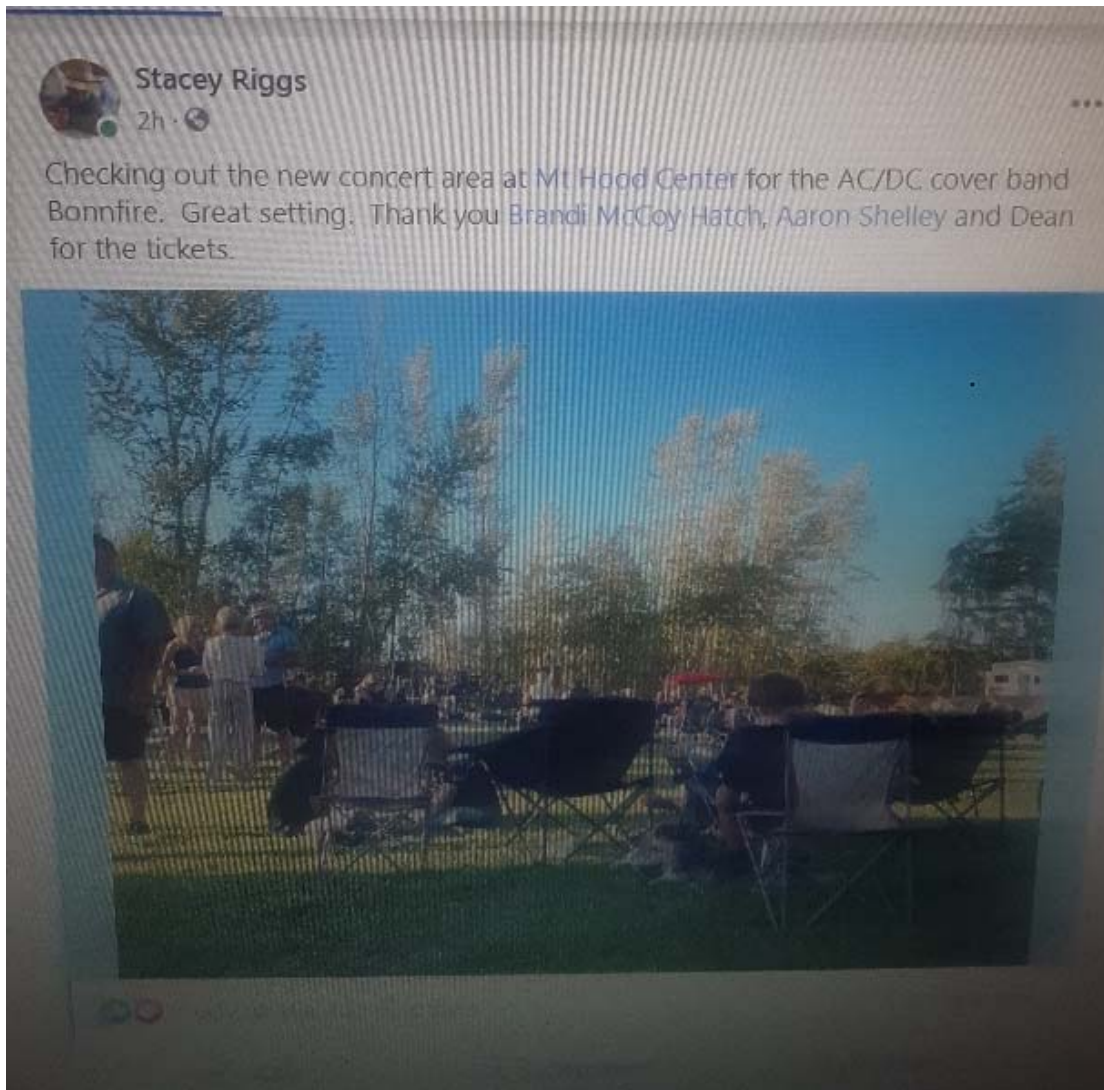 Stacey Riggs
2h ·
Checking out the new concert area at Mt Hood Center for the AC/DC cover band
Bonnfire. Great setting. Thank you Brandi McCoy Hatch, Aaron Shelley and Dean
for the tickets.